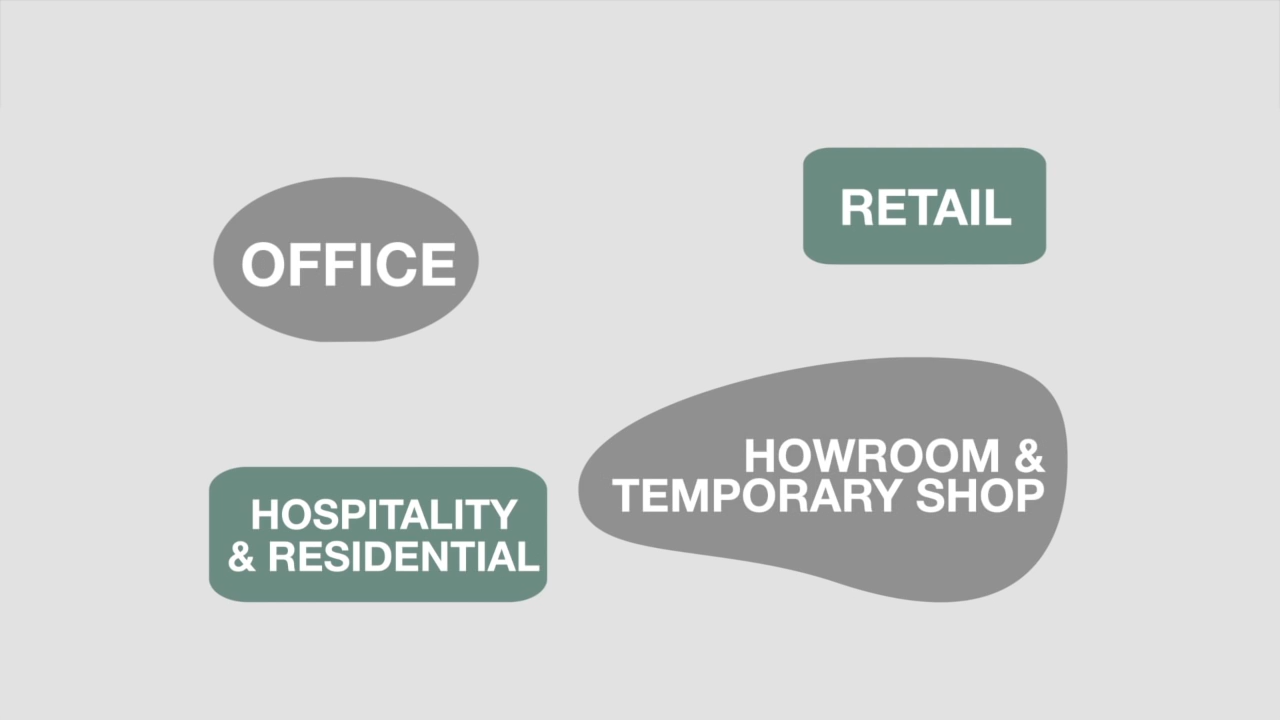 OFFICE
RETAIL
HOWROOM &
TEMPORARY SHOP
HOSPITALITY
& RESIDENTIAL